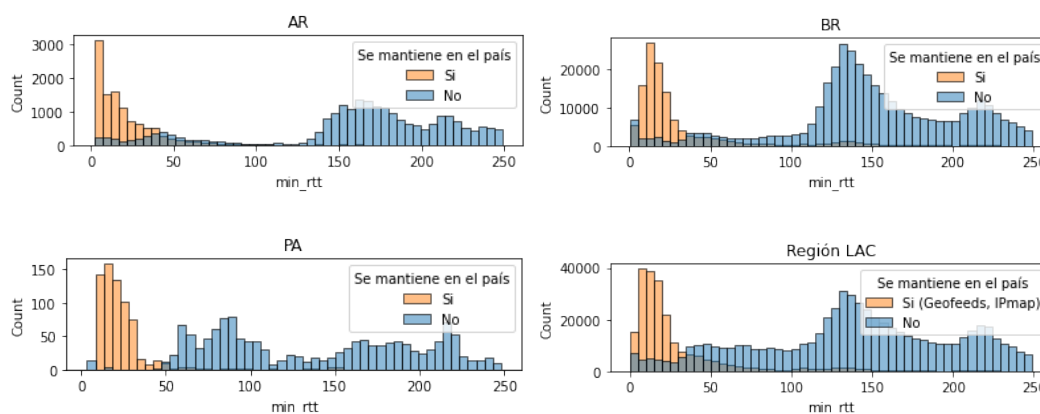 AR
Count
3000
2000
1000
0
Se mantiene en el país
Si
No
0 50 100 150 200 250
min_rtt
BR
Count
20000
10000
0
Se mantiene en el país
Si
No
0 50 100 150 200 250
min_rtt
PA
Count
150
100
50
0
Se mantiene en el país
Si
No
0 50 100 150 200 250
min_rtt
Región LAC
Count
40000
20000
0
Se mantiene en el país
Si (Geofeeds, IPmap)
No
0 50 100 150 200 250
min_rtt